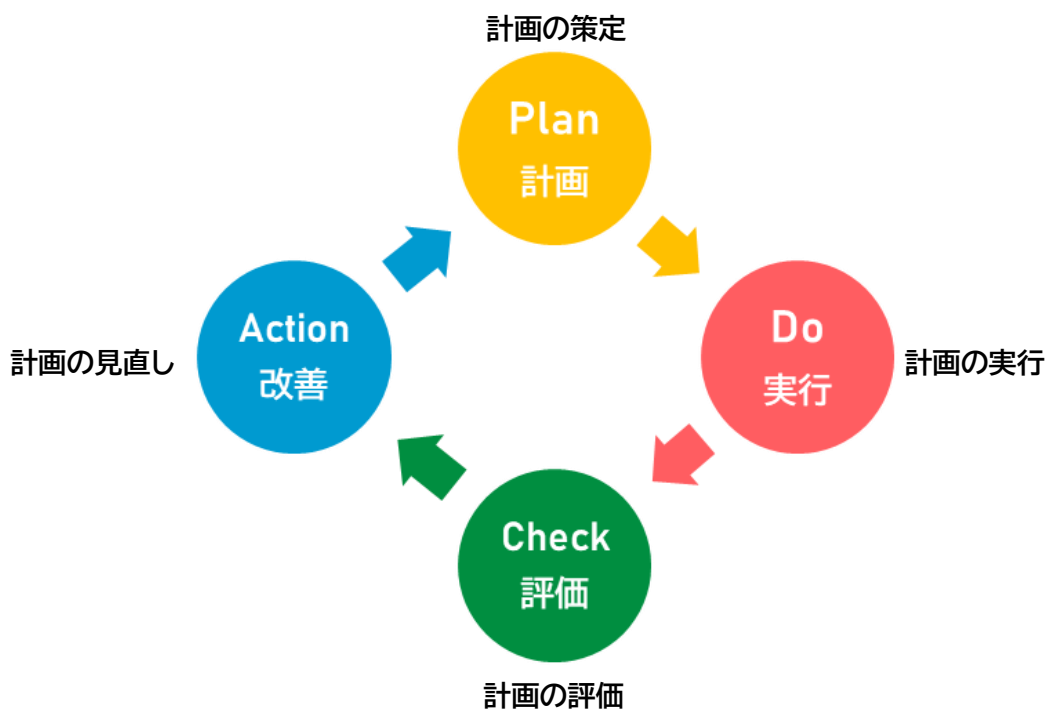 計画の策定
Plan
計画
Do
実行
計画の実行
Check
評価
計画の評価
Action
改善
計画の見直し